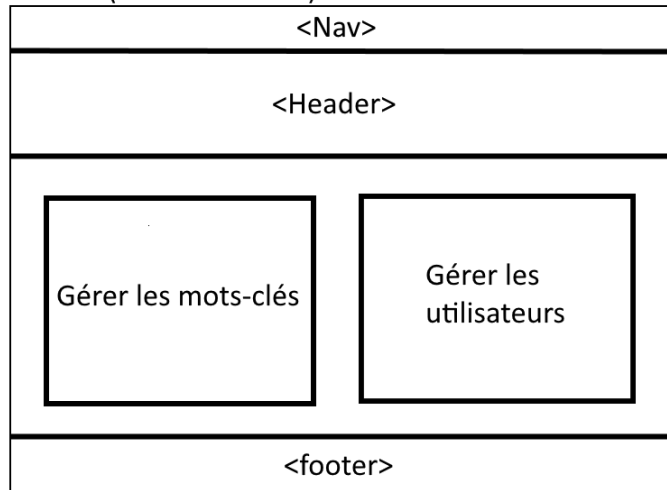 <Nav>
<Header>
Gérer les mots-clés
Gérer les
utilisateurs
<footer>